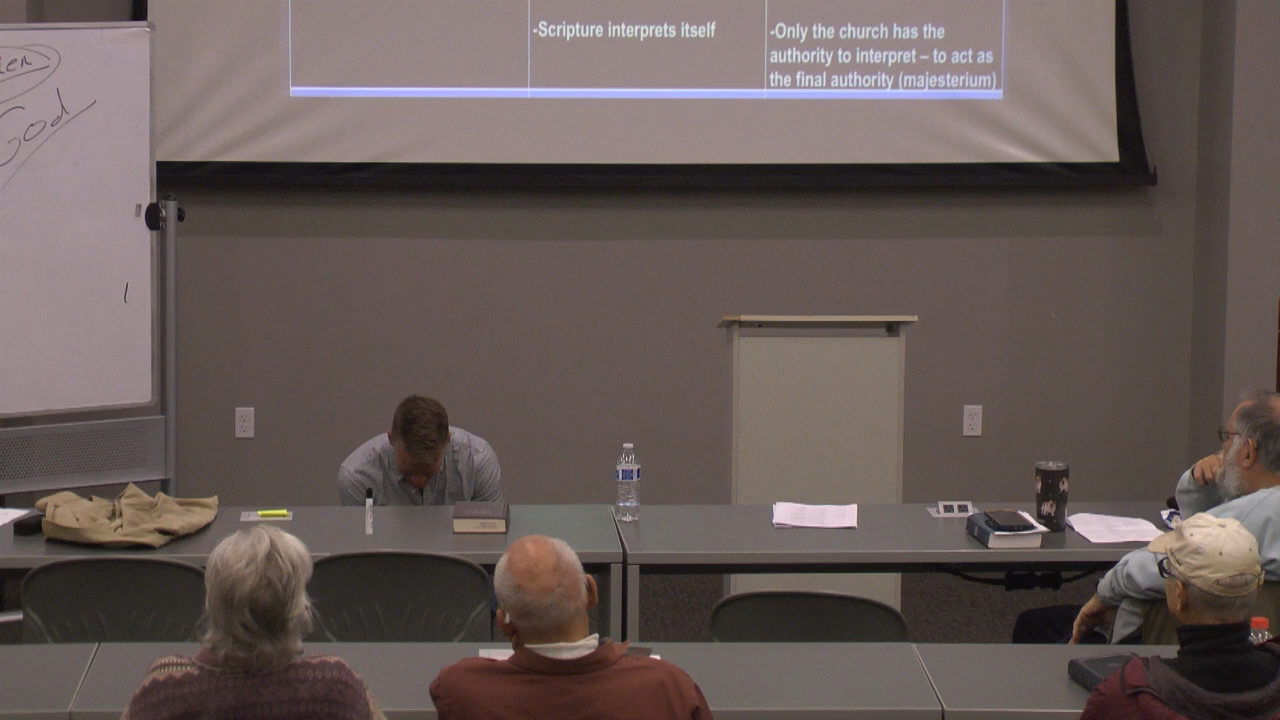 -Scripture interprets itself
-Only the church has the
authority to interpret – to act as
the final authority (majesterium)
God